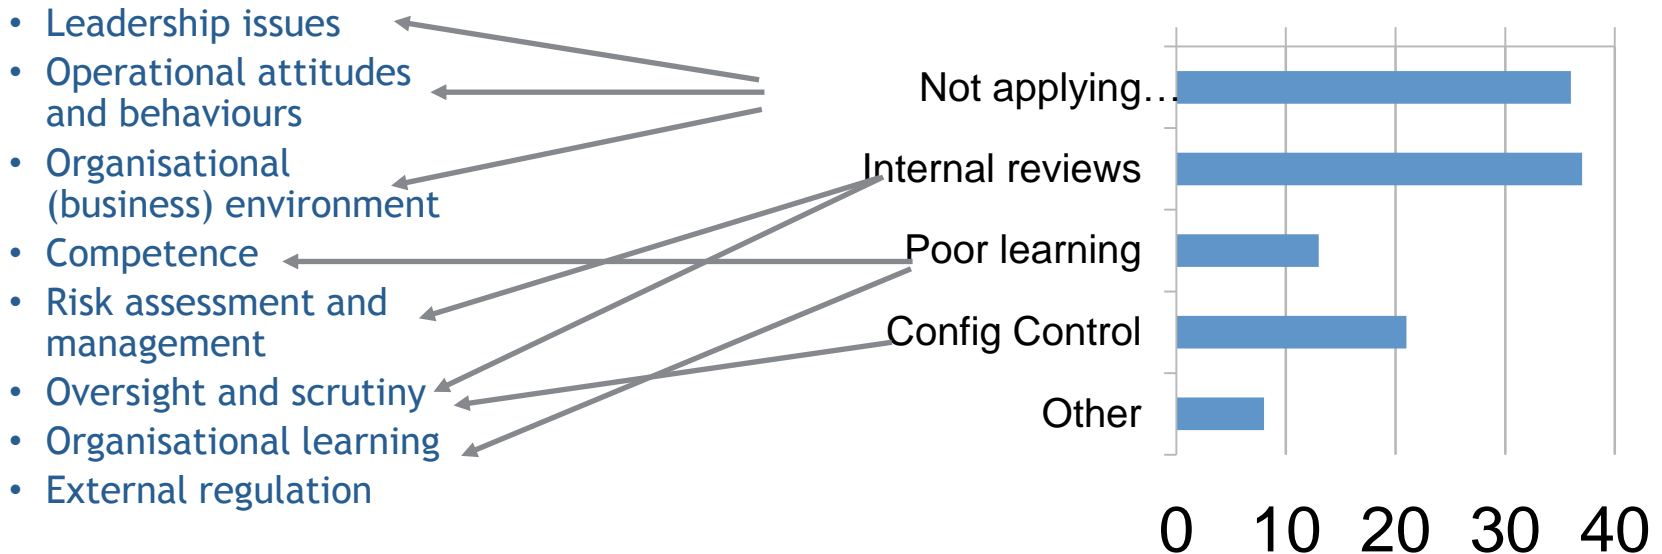 • Leadership issues
• Operational attitudes
and behaviours
• Organisational
(business) environment
• Competence
• Risk assessment and
management
• Oversight and scrutiny
• Organisational learning
• External regulation
Not applying…
Internal reviews
Poor learning
Config Control
Other
0 10 20 30 40